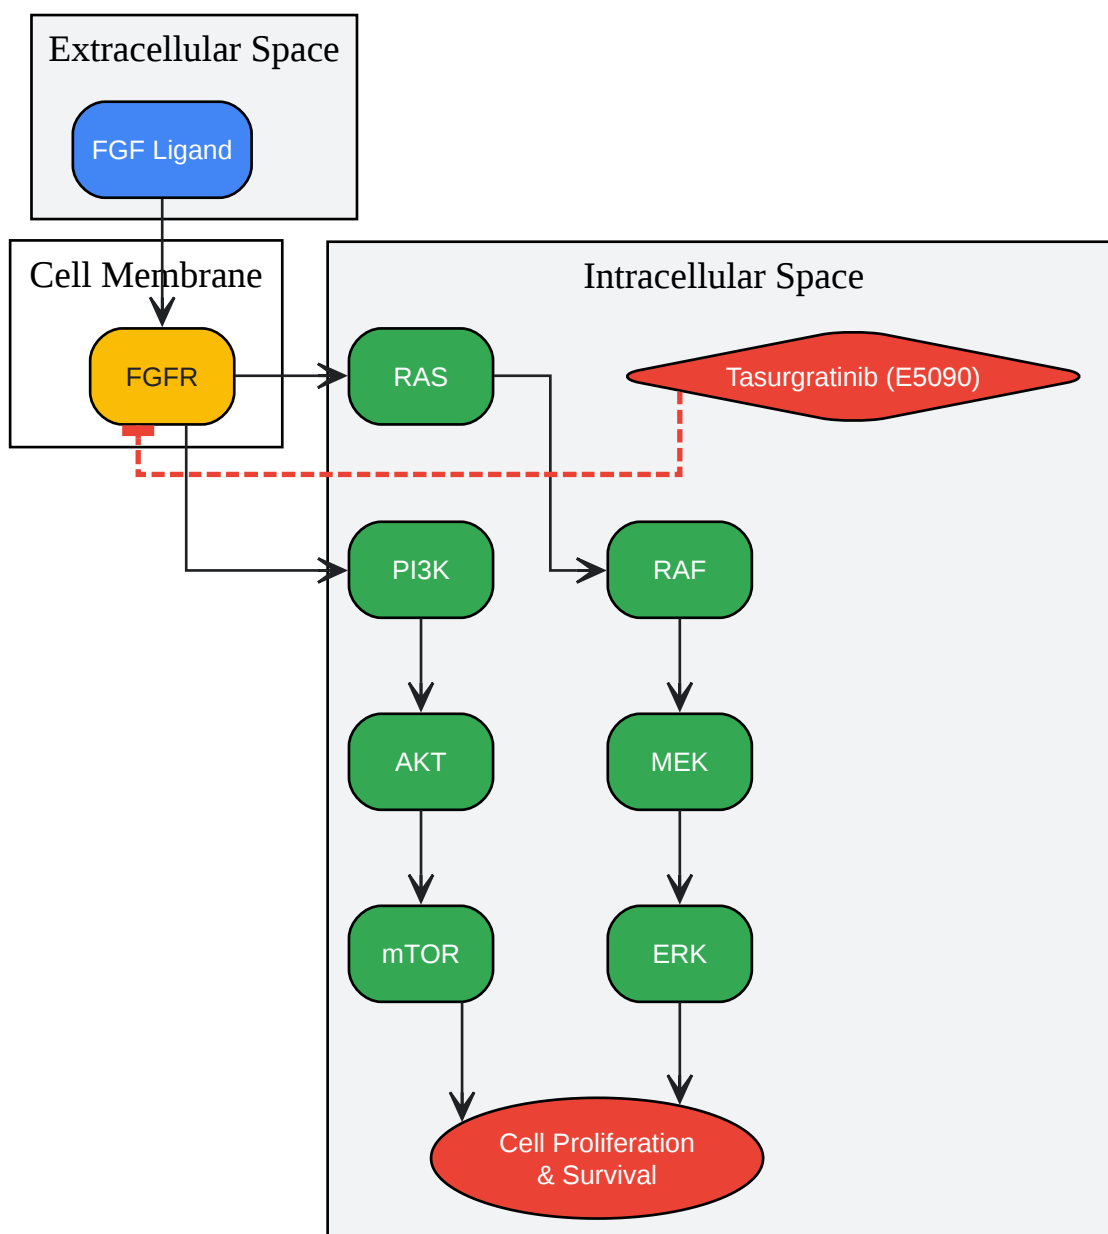 Extracellular Space
FGF Ligand
Cell Membrane
Intracellular Space
FGFR
RAS
Tasurgratinib (E5090)
PI3K
RAF
AKT
MEK
mTOR
ERK
Cell Proliferation
& Survival